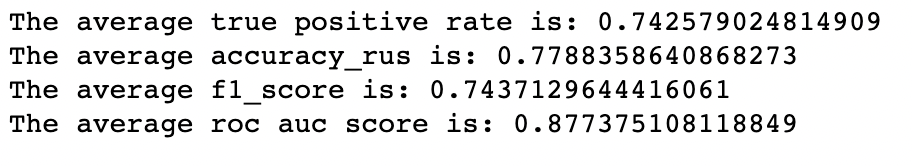 The average true positive rate is: 0.742579024814909
The average accuracy_rus is: 0.7788358640868273
The average f1_score is: 0.7437129644416061
The average roc auc score is: 0.877375108118849